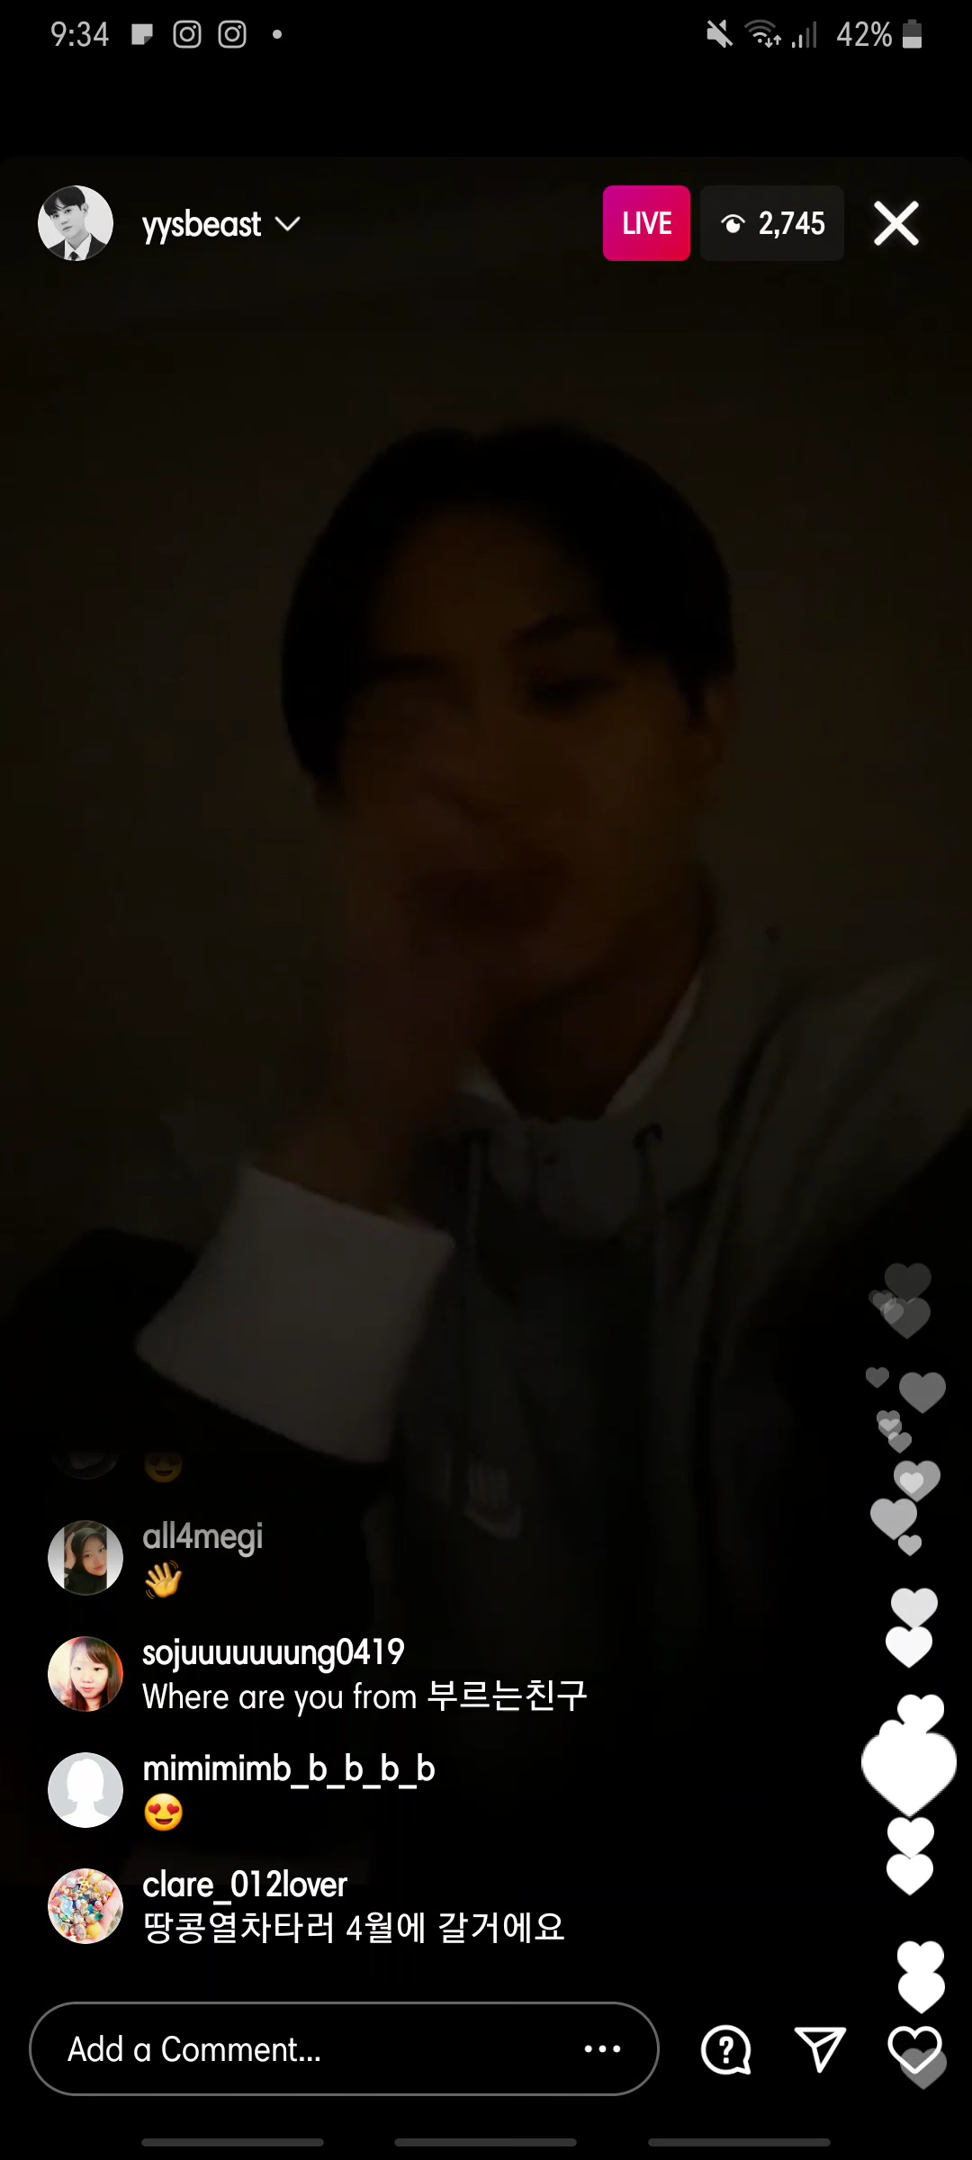 9:34
42%
yysbeast
LIVE
2,745
all4megi
👋
sojuuuuuuung0419
Where are you from 부르는친구
mimimimb_b_b_b_b
😍
clare_012lover
땅콩열차타러 4월에 갈거에요
Add a Comment...